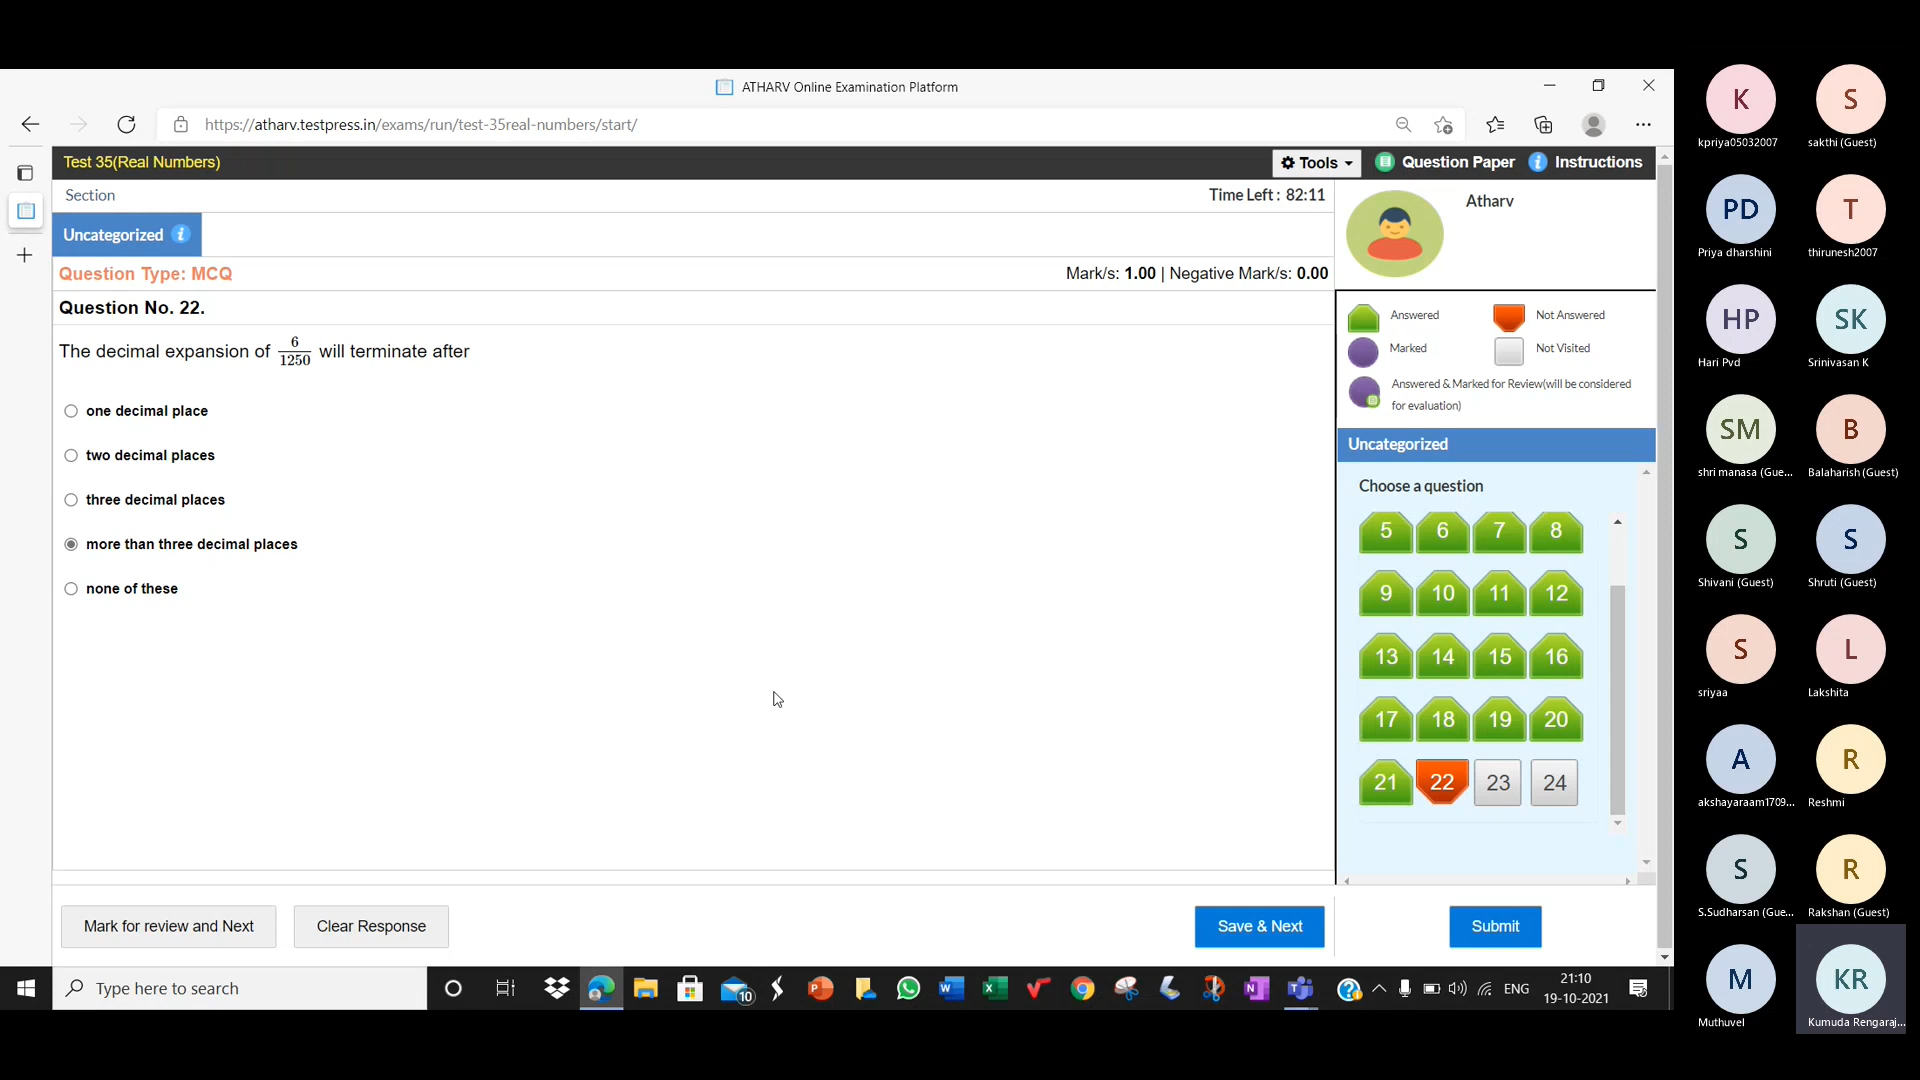 ATHARV Online Examination Platform
https://atharv.testpress.in/exams/run/test-35real-numbers/start/
Test 35(Real Numbers)
Tools
Question Paper
Instructions
Section
Time Left : 82:11
Atharv
Uncategorized
Question Type: MCQ
Mark/s: 1.00 | Negative Mark/s: 0.00
Question No. 22.
The decimal expansion of 6/1250 will terminate after
one decimal place
two decimal places
three decimal places
more than three decimal places
none of these
Answered
Not Answered
Marked
Not Visited
Answered & Marked for Review(will be considered
for evaluation)
Uncategorized
Choose a question
5 6 7 8
9 10 11 12
13 14 15 16
17 18 19 20
21 22 23 24
Mark for review and Next
Clear Response
Save & Next
Submit
Type here to search
10
ENG
21:10
19-10-2021
K
kpriya05032007
S
sakthi (Guest)
PD
Priya dharshini
T
thirunesh2007
HP
Hari Pvd
SK
Srinivasan K
SM
shri manasa (Gue...
B
Balaharish (Guest)
S
Shivani (Guest)
S
Shruti (Guest)
S
sriyaa
L
Lakshita
A
akshayaraam1709...
R
Reshmi
S
S.Sudharsan (Gue...
R
Rakshan (Guest)
M
Muthuvel
KR
Kumuda Rengaraj...